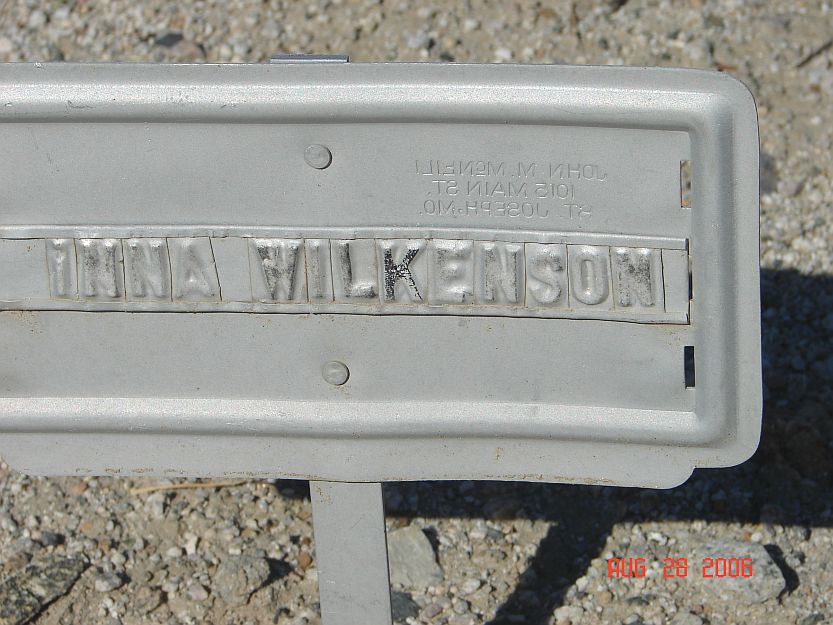 JOHN M. McNEILL
1015 MAIN ST.
ST. JOSEPH, MO.
INNA WILKENSON
AUG 28 2006